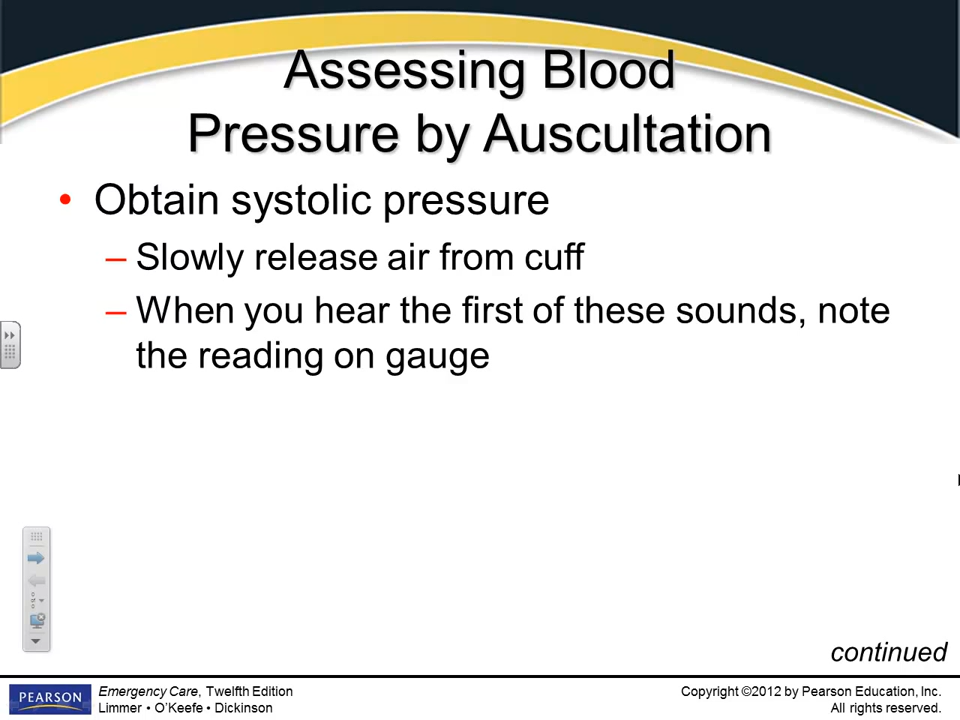 Assessing Blood
Pressure by Auscultation
• Obtain systolic pressure
– Slowly release air from cuff
– When you hear the first of these sounds, note
the reading on gauge
continued
PEARSON
Emergency Care, Twelfth Edition
Limmer • O'Keefe • Dickinson
Copyright ©2012 by Pearson Education, Inc.
All rights reserved.